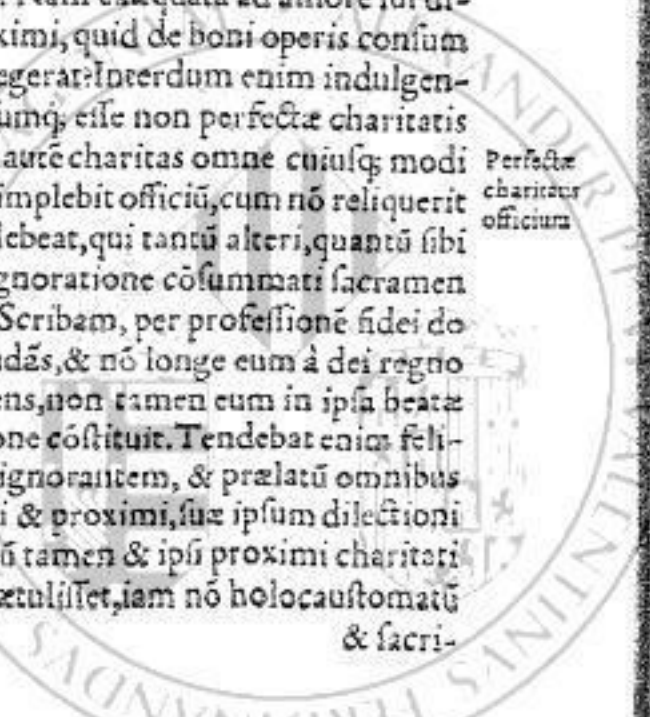 ximi, quid de boni operis consum
egerat? Interdum enim indulgen-
umq; esse non perfectæ charitatis
autē charitas omne cuiusq; modi
implebit officiū, cum nō reliquerit
debeat, qui tantū alteri, quantū sibi
gnoratione cōsummati sacramen
Scribam, per professionē fidei do
udās, & nō longe eum à dei regno
ens, non tamen eum in ipsa beatæ
one cōstituit. Tendebat enim feli-
ignorantem, & prælatū omnibus
i & proximi, suæ ipsum dilectioni
ū tamen & ipsi proximi charitati
ætulisset, iam nō holocaustomatū
& sacri-
Perfectæ
charitatis
officium